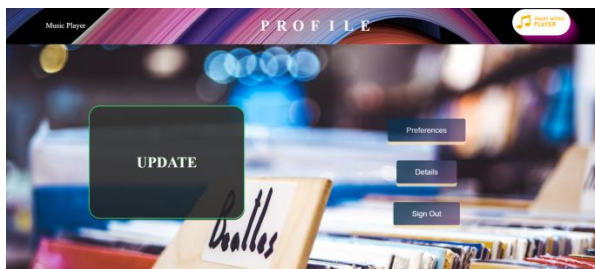 Music Player
PROFILE
SMART MUSIC
PLAYER
UPDATE
Preferences
Details
Sign Out
Beatles